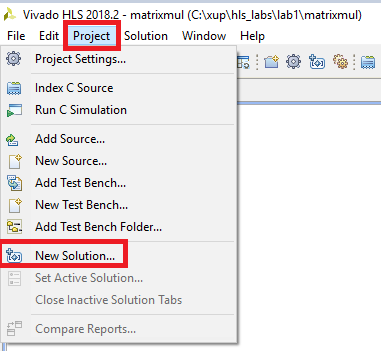 Vivado HLS 2018.2 - matrixmul (C:\xup\hls_labs\lab1\matrixmul)
File Edit Project Solution Window Help
Project Settings...
Index C Source
Run C Simulation
Add Source...
New Source...
Add Test Bench...
New Test Bench...
Add Test Bench Folder...
New Solution...
Set Active Solution...
Close Inactive Solution Tabs
Compare Reports...